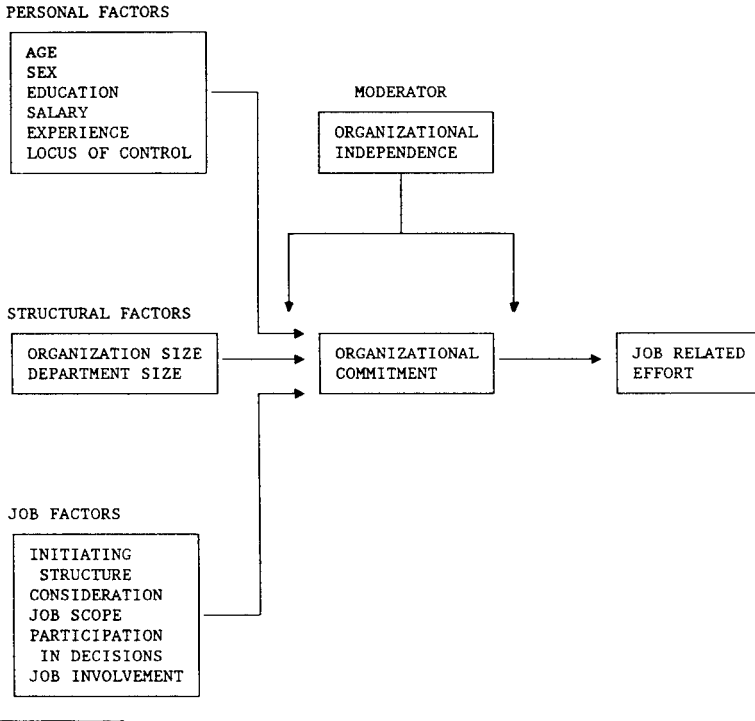 PERSONAL FACTORS
AGE
SEX
EDUCATION
SALARY
EXPERIENCE
LOCUS OF CONTROL
MODERATOR
ORGANIZATIONAL
INDEPENDENCE
STRUCTURAL FACTORS
ORGANIZATION SIZE
DEPARTMENT SIZE
ORGANIZATIONAL
COMMITMENT
JOB RELATED
EFFORT
JOB FACTORS
INITIATING
STRUCTURE
CONSIDERATION
JOB SCOPE
PARTICIPATION
IN DECISIONS
JOB INVOLVEMENT